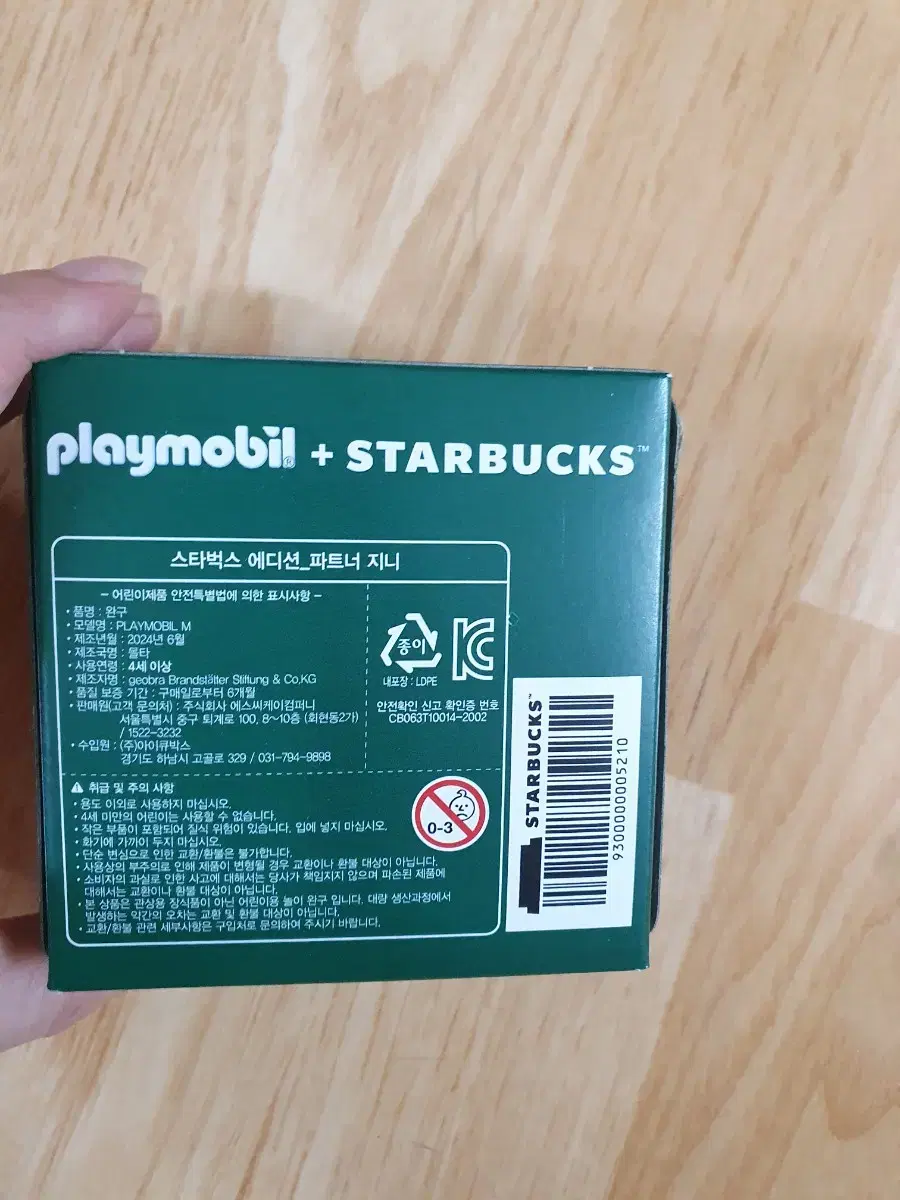 playmobil® + STARBUCKS™
스타벅스 에디션_파트너 지니
- 어린이제품 안전특별법에 의한 표시사항 -
• 품명 : 완구
• 모델명 : PLAYMOBIL M
• 제조년월 : 2024년 6월
• 제조국명 : 몰타
• 사용연령 : 4세 이상
• 제조자명 : geobra Brandstätter Stiftung & Co.KG
• 품질 보증 기간 : 구매일로부터 6개월
• 판매원(고객 문의처) : 주식회사 에스씨케이컴퍼니
서울특별시 중구 퇴계로 100, 8~10층 (회현동2가)
/ 1522-3232
• 수입원 : (주)아이큐박스
경기도 하남시 고골로 329 / 031-794-9898
종이
내포장 : LDPE
안전확인 신고 확인증 번호
CB063T10014-2002
⚠ 취급 및 주의 사항
• 용도 이외로 사용하지 마십시오.
• 4세 미만의 어린이는 사용할 수 없습니다.
• 작은 부품이 포함되어 질식 위험이 있습니다. 입에 넣지 마십시오.
• 화기에 가까이 두지 마십시오.
• 단순 변심으로 인한 교환/환불은 불가합니다.
• 사용상의 부주의로 인해 제품이 변형될 경우 교환이나 환불 대상이 아닙니다.
• 소비자의 과실로 인한 사고에 대해서는 당사가 책임지지 않으며 파손된 제품에
대해서는 교환이나 환불 대상이 아닙니다.
• 본 상품은 관상용 장식품이 아닌 어린이용 놀이 완구 입니다. 대량 생산과정에서
발생하는 약간의 오차는 교환 및 환불 대상이 아닙니다.
• 교환/환불 관련 세부사항은 구입처로 문의하여 주시기 바랍니다.
0-3
STARBUCKS™
9300000005210